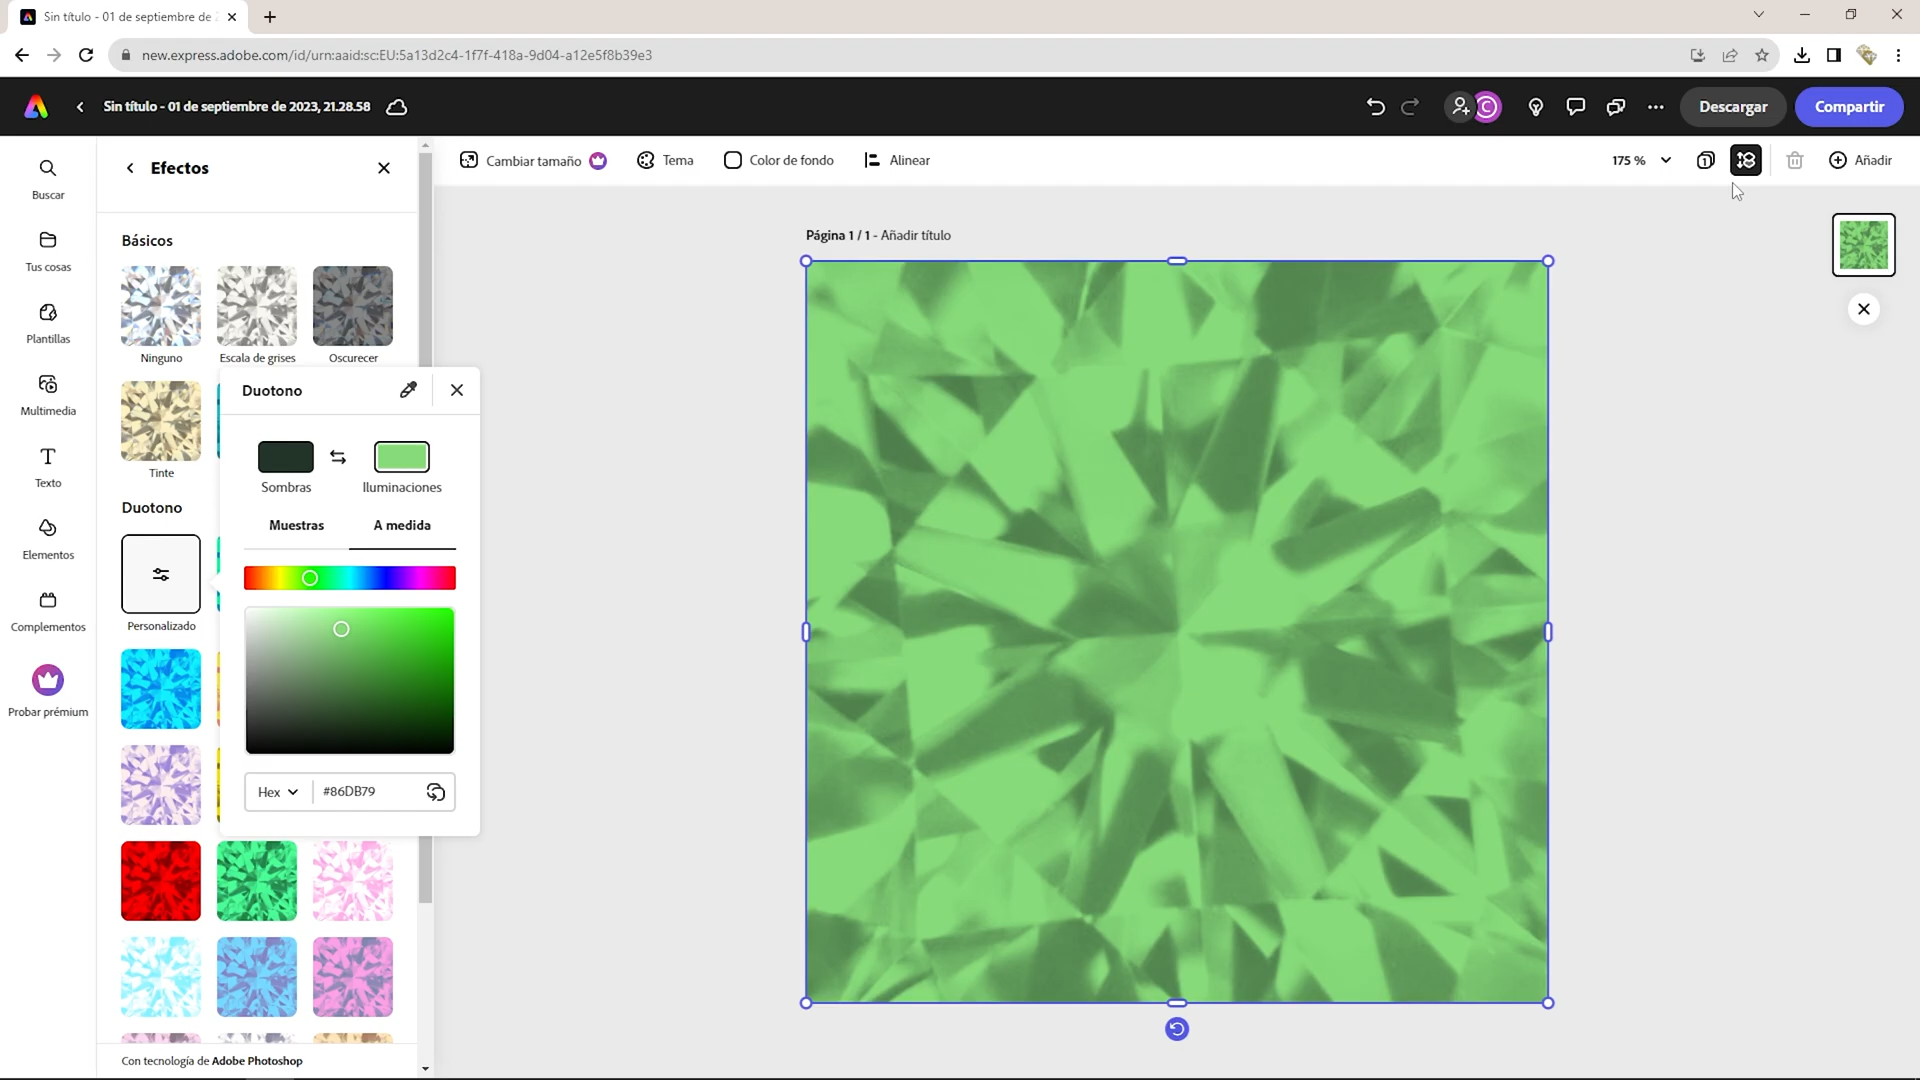 Sin título - 01 de septiembre de 2
new.express.adobe.com/id/urn:aaid:sc:EU:5a13d2c4-1f7f-418a-9d04-a12e5f8b39e3
Sin título - 01 de septiembre de 2023, 21.28.58
C
Descargar
Compartir
Buscar
Tus cosas
Plantillas
Multimedia
Texto
Elementos
Complementos
Probar prémium
Efectos
Básicos
Ninguno
Escala de grises
Oscurecer
Tinte
Duotono
Personalizado
Con tecnología de Adobe Photoshop
Duotono
Sombras
Iluminaciones
Muestras
A medida
Hex
#86DB79
Cambiar tamaño
Tema
Color de fondo
Alinear
175 %
1
Añadir
Página 1 / 1 - Añadir título